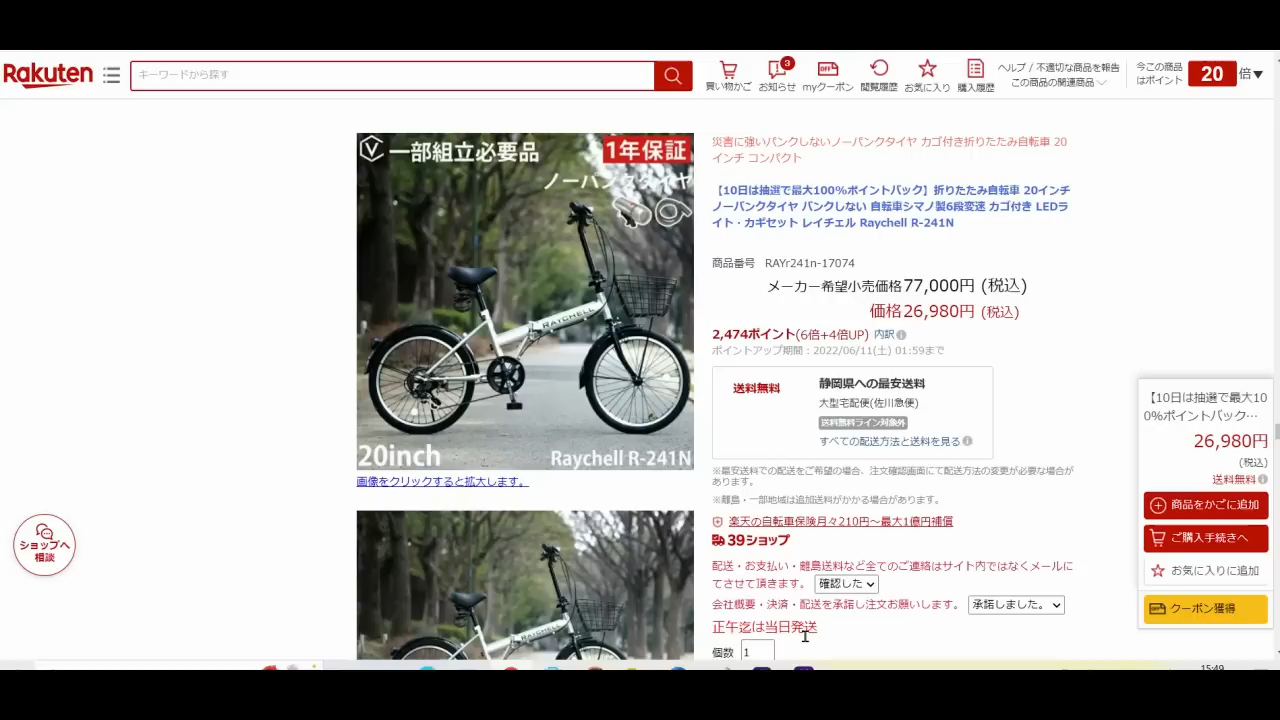 Rakuten
キーワードから探す
買い物かご
3
お知らせ
myクーポン
閲覧履歴
お気に入り
購入履歴
ヘルプ / 不適切な商品を報告
この商品の関連商品
今この商品
はポイント
20
倍▼
一部組立必要品
1年保証
ノーパンクタイヤ
RAYCHELL
20inch
Raychell R-241N
画像をクリックすると拡大します。
災害に強いパンクしないノーパンクタイヤ カゴ付き折りたたみ自転車 20
インチ コンパクト
【10日は抽選で最大100%ポイントバック】折りたたみ自転車 20インチ
ノーパンクタイヤ パンクしない 自転車シマノ製6段変速 カゴ付き LEDラ
イト・カギセット レイチェル Raychell R-241N
商品番号 RAYr241n-17074
メーカー希望小売価格77,000円 (税込)
価格26,980円 (税込)
2,474ポイント(6倍+4倍UP) 内訳
ポイントアップ期間：2022/06/11(土) 01:59まで
送料無料
静岡県への最安送料
大型宅配便(佐川急便)
送料無料ライン対象外
すべての配送方法と送料を見る
※最安送料での配送をご希望の場合、注文確認画面にて配送方法の変更が必要な場合が
あります。
※離島・一部地域は追加送料がかかる場合があります。
楽天の自転車保険月々210円～最大1億円補償
39ショップ
配送・お支払い・離島送料など全てのご連絡はサイト内ではなくメールに
てさせて頂きます。 確認した
会社概要・決済・配送を承諾し注文お願いします。 承諾しました。
正午迄は当日発送
個数 1
ショップへ
相談
【10日は抽選で最大10
0%ポイントバック…
26,980円
(税込)
送料無料
商品をかごに追加
ご購入手続きへ
お気に入りに追加
クーポン獲得
15:49